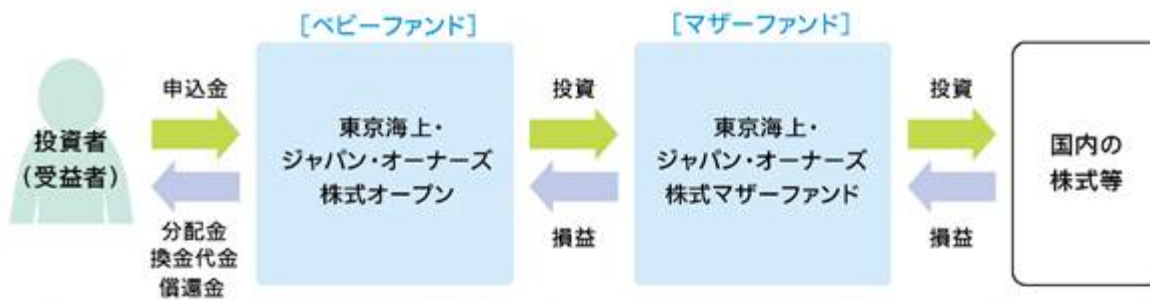 [ベビーファンド]
[マザーファンド]
投資者
(受益者)
申込金
分配金
換金代金
償還金
東京海上・
ジャパン・オーナーズ
株式オープン
投資
損益
東京海上・
ジャパン・オーナーズ
株式マザーファンド
投資
損益
国内の
株式等